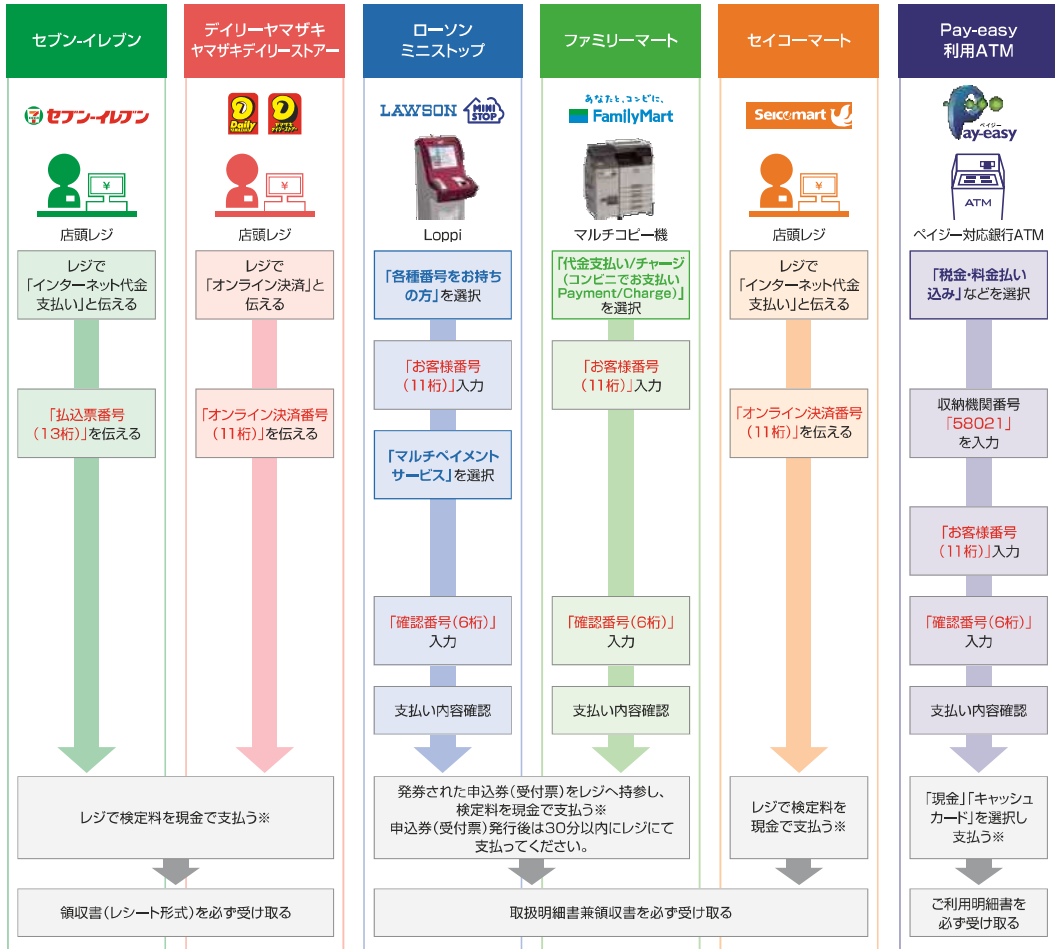 セブン-イレブン
セブン-イレブン
¥
店頭レジ
レジで
「インターネット代金
支払い」と伝える
「払込票番号
(13桁)」を伝える
デイリーヤマザキ
ヤマザキデイリーストアー
Daily
YAMAZAKI
ヤマザキ
デイリーストアー
¥
店頭レジ
レジで
「オンライン決済」と
伝える
「オンライン決済番号
(11桁)」を伝える
レジで検定料を現金で支払う※
領収書(レシート形式)を必ず受け取る
ローソン
ミニストップ
LAWSON
MINI
STOP
Loppi
「各種番号をお持ち
の方」を選択
「お客様番号
(11桁)」入力
「マルチペイメント
サービス」を選択
「確認番号(6桁)」
入力
支払い内容確認
ファミリーマート
あなたと、コンビに、
FamilyMart
マルチコピー機
「代金支払い/チャージ
(コンビニでお支払い
Payment/Charge)」
を選択
「お客様番号
(11桁)」入力
「確認番号(6桁)」
入力
支払い内容確認
発券された申込券(受付票)をレジへ持参し、
検定料を現金で支払う※
申込券(受付票)発行後は30分以内にレジにて
支払ってください。
セイコーマート
Seicomart
¥
店頭レジ
レジで
「インターネット代金
支払い」と伝える
「オンライン決済番号
(11桁)」を伝える
レジで検定料を
現金で支払う※
取扱明細書兼領収書を必ず受け取る
Pay-easy
利用ATM
ペイジー
Pay-easy
ATM
ペイジー対応銀行ATM
「税金・料金払い
込み」などを選択
収納機関番号
「58021」
を入力
「お客様番号
(11桁)」入力
「確認番号(6桁)」
入力
支払い内容確認
「現金」「キャッシュ
カード」を選択し
支払う※
ご利用明細書を
必ず受け取る